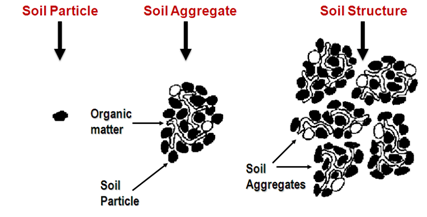 Soil Particle
Soil Aggregate
Soil Structure
Organic
matter
Soil
Particle
Soil
Aggregates